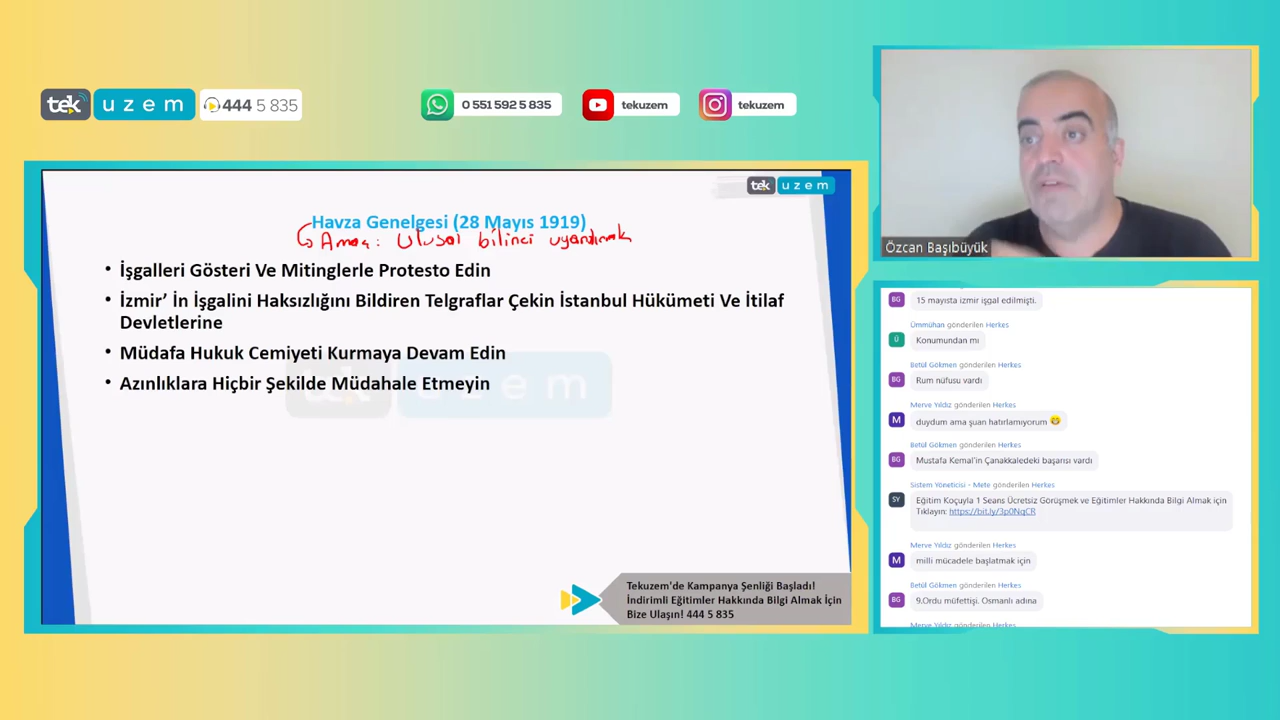 tek uzem 444 5 835
0 551 592 5 835
tekuzem
tekuzem
tek uzem
Havza Genelgesi (28 Mayıs 1919)
Amaç: Ulusal bilinci uyandırmak
• İşgalleri Gösteri Ve Mitinglerle Protesto Edin
• İzmir’ İn İşgalini Haksızlığını Bildiren Telgraflar Çekin İstanbul Hükümeti Ve İtilaf
Devletlerine
• Müdafa Hukuk Cemiyeti Kurmaya Devam Edin
• Azınlıklara Hiçbir Şekilde Müdahale Etmeyin
tek uzem
Tekuzem'de Kampanya Şenliği Başladı!
İndirimli Eğitimler Hakkında Bilgi Almak İçin
Bize Ulaşın! 444 5 835
Özcan Başıbüyük
BG 15 mayısta izmir işgal edilmişti.
Ümmühan gönderilen Herkes
Ü Konumundan mı
Betül Gökmen gönderilen Herkes
BG Rum nüfusu vardı
Merve Yıldız gönderilen Herkes
M duydum ama şuan hatırlamıyorum 😄
Betül Gökmen gönderilen Herkes
BG Mustafa Kemal'in Çanakkaledeki başarısı vardı
Sistem Yöneticisi - Mete gönderilen Herkes
SY Eğitim Koçuyla 1 Seans Ücretsiz Görüşmek ve Eğitimler Hakkında Bilgi Almak için
Tıklayın: https://bit.ly/3p0NqCR
Merve Yıldız gönderilen Herkes
M milli mücadele başlatmak için
Betül Gökmen gönderilen Herkes
BG 9.Ordu müfettişi. Osmanlı adına
Merve Yıldız gönderilen Herkes